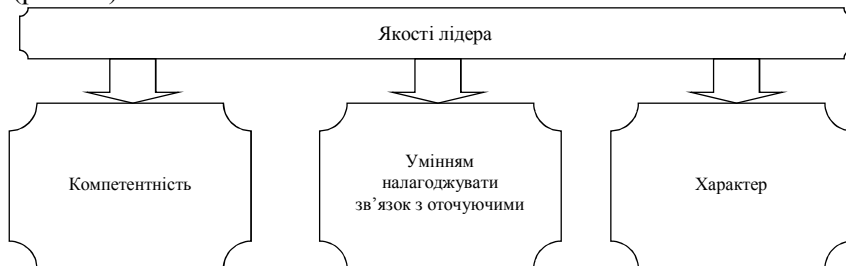 Якості лідера
Компетентність
Умінням
налагоджувати
зв’язок з оточуючими
Характер